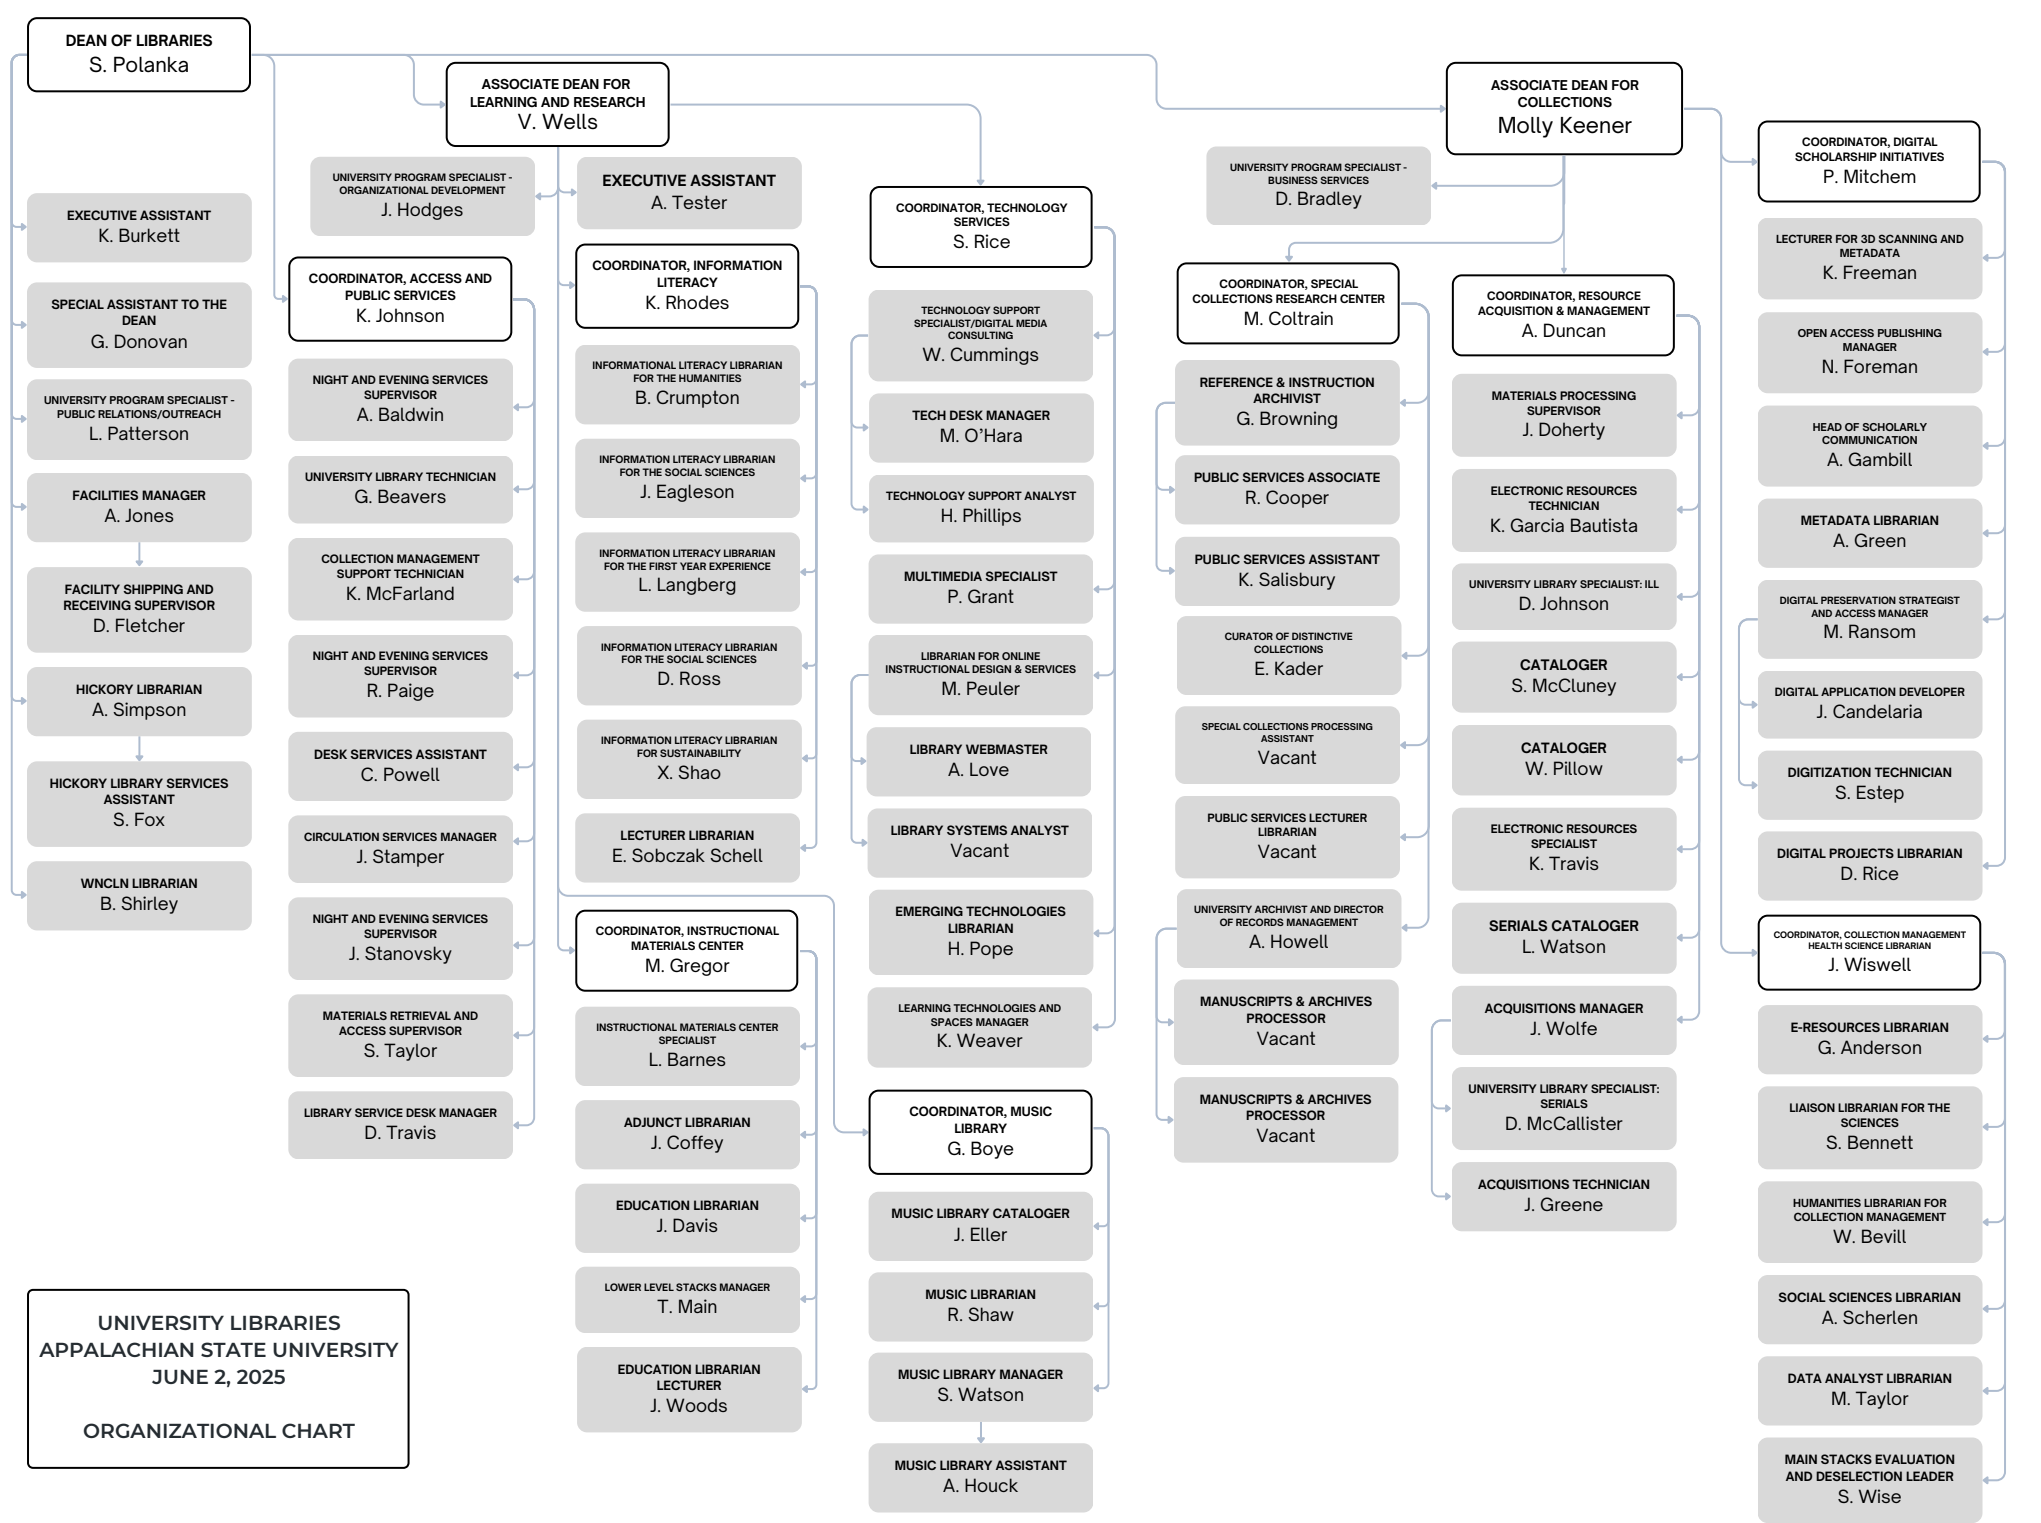 DEAN OF LIBRARIES
S. Polanka
EXECUTIVE ASSISTANT
K. Burkett
SPECIAL ASSISTANT TO THE
DEAN
G. Donovan
UNIVERSITY PROGRAM SPECIALIST -
PUBLIC RELATIONS/OUTREACH
L. Patterson
FACILITIES MANAGER
A. Jones
FACILITY SHIPPING AND
RECEIVING SUPERVISOR
D. Fletcher
HICKORY LIBRARIAN
A. Simpson
HICKORY LIBRARY SERVICES
ASSISTANT
S. Fox
WNCLN LIBRARIAN
B. Shirley
ASSOCIATE DEAN FOR
LEARNING AND RESEARCH
V. Wells
UNIVERSITY PROGRAM SPECIALIST -
ORGANIZATIONAL DEVELOPMENT
J. Hodges
EXECUTIVE ASSISTANT
A. Tester
COORDINATOR, ACCESS AND
PUBLIC SERVICES
K. Johnson
NIGHT AND EVENING SERVICES
SUPERVISOR
A. Baldwin
UNIVERSITY LIBRARY TECHNICIAN
G. Beavers
COLLECTION MANAGEMENT
SUPPORT TECHNICIAN
K. McFarland
NIGHT AND EVENING SERVICES
SUPERVISOR
R. Paige
DESK SERVICES ASSISTANT
C. Powell
CIRCULATION SERVICES MANAGER
J. Stamper
NIGHT AND EVENING SERVICES
SUPERVISOR
J. Stanovsky
MATERIALS RETRIEVAL AND
ACCESS SUPERVISOR
S. Taylor
LIBRARY SERVICE DESK MANAGER
D. Travis
COORDINATOR, INFORMATION
LITERACY
K. Rhodes
INFORMATIONAL LITERACY LIBRARIAN
FOR THE HUMANITIES
B. Crumpton
INFORMATION LITERACY LIBRARIAN
FOR THE SOCIAL SCIENCES
J. Eagleson
INFORMATION LITERACY LIBRARIAN
FOR THE FIRST YEAR EXPERIENCE
L. Langberg
INFORMATION LITERACY LIBRARIAN
FOR THE SOCIAL SCIENCES
D. Ross
INFORMATION LITERACY LIBRARIAN
FOR SUSTAINABILITY
X. Shao
LECTURER LIBRARIAN
E. Sobczak Schell
COORDINATOR, INSTRUCTIONAL
MATERIALS CENTER
M. Gregor
INSTRUCTIONAL MATERIALS CENTER
SPECIALIST
L. Barnes
ADJUNCT LIBRARIAN
J. Coffey
EDUCATION LIBRARIAN
J. Davis
LOWER LEVEL STACKS MANAGER
T. Main
EDUCATION LIBRARIAN
LECTURER
J. Woods
COORDINATOR, TECHNOLOGY
SERVICES
S. Rice
TECHNOLOGY SUPPORT
SPECIALIST/DIGITAL MEDIA
CONSULTING
W. Cummings
TECH DESK MANAGER
M. O'Hara
TECHNOLOGY SUPPORT ANALYST
H. Phillips
MULTIMEDIA SPECIALIST
P. Grant
LIBRARIAN FOR ONLINE
INSTRUCTIONAL DESIGN & SERVICES
M. Peuler
LIBRARY WEBMASTER
A. Love
LIBRARY SYSTEMS ANALYST
Vacant
EMERGING TECHNOLOGIES
LIBRARIAN
H. Pope
LEARNING TECHNOLOGIES AND
SPACES MANAGER
K. Weaver
COORDINATOR, MUSIC
LIBRARY
G. Boye
MUSIC LIBRARY CATALOGER
J. Eller
MUSIC LIBRARIAN
R. Shaw
MUSIC LIBRARY MANAGER
S. Watson
MUSIC LIBRARY ASSISTANT
A. Houck
ASSOCIATE DEAN FOR
COLLECTIONS
Molly Keener
UNIVERSITY PROGRAM SPECIALIST -
BUSINESS SERVICES
D. Bradley
COORDINATOR, SPECIAL
COLLECTIONS RESEARCH CENTER
M. Coltrain
REFERENCE & INSTRUCTION
ARCHIVIST
G. Browning
PUBLIC SERVICES ASSOCIATE
R. Cooper
PUBLIC SERVICES ASSISTANT
K. Salisbury
CURATOR OF DISTINCTIVE
COLLECTIONS
E. Kader
SPECIAL COLLECTIONS PROCESSING
ASSISTANT
Vacant
PUBLIC SERVICES LECTURER
LIBRARIAN
Vacant
UNIVERSITY ARCHIVIST AND DIRECTOR
OF RECORDS MANAGEMENT
A. Howell
MANUSCRIPTS & ARCHIVES
PROCESSOR
Vacant
MANUSCRIPTS & ARCHIVES
PROCESSOR
Vacant
COORDINATOR, RESOURCE
ACQUISITION & MANAGEMENT
A. Duncan
MATERIALS PROCESSING
SUPERVISOR
J. Doherty
ELECTRONIC RESOURCES
TECHNICIAN
K. Garcia Bautista
UNIVERSITY LIBRARY SPECIALIST: ILL
D. Johnson
CATALOGER
S. McCluney
CATALOGER
W. Pillow
ELECTRONIC RESOURCES
SPECIALIST
K. Travis
SERIALS CATALOGER
L. Watson
ACQUISITIONS MANAGER
J. Wolfe
UNIVERSITY LIBRARY SPECIALIST:
SERIALS
D. McCallister
ACQUISITIONS TECHNICIAN
J. Greene
COORDINATOR, DIGITAL
SCHOLARSHIP INITIATIVES
P. Mitchem
LECTURER FOR 3D SCANNING AND
METADATA
K. Freeman
OPEN ACCESS PUBLISHING
MANAGER
N. Foreman
HEAD OF SCHOLARLY
COMMUNICATION
A. Gambill
METADATA LIBRARIAN
A. Green
DIGITAL PRESERVATION STRATEGIST
AND ACCESS MANAGER
M. Ransom
DIGITAL APPLICATION DEVELOPER
J. Candelaria
DIGITIZATION TECHNICIAN
S. Estep
DIGITAL PROJECTS LIBRARIAN
D. Rice
COORDINATOR, COLLECTION MANAGEMENT
HEALTH SCIENCE LIBRARIAN
J. Wiswell
E-RESOURCES LIBRARIAN
G. Anderson
LIAISON LIBRARIAN FOR THE
SCIENCES
S. Bennett
HUMANITIES LIBRARIAN FOR
COLLECTION MANAGEMENT
W. Bevill
SOCIAL SCIENCES LIBRARIAN
A. Scherlen
DATA ANALYST LIBRARIAN
M. Taylor
MAIN STACKS EVALUATION
AND DESELECTION LEADER
S. Wise
UNIVERSITY LIBRARIES
APPALACHIAN STATE UNIVERSITY
JUNE 2, 2025
ORGANIZATIONAL CHART